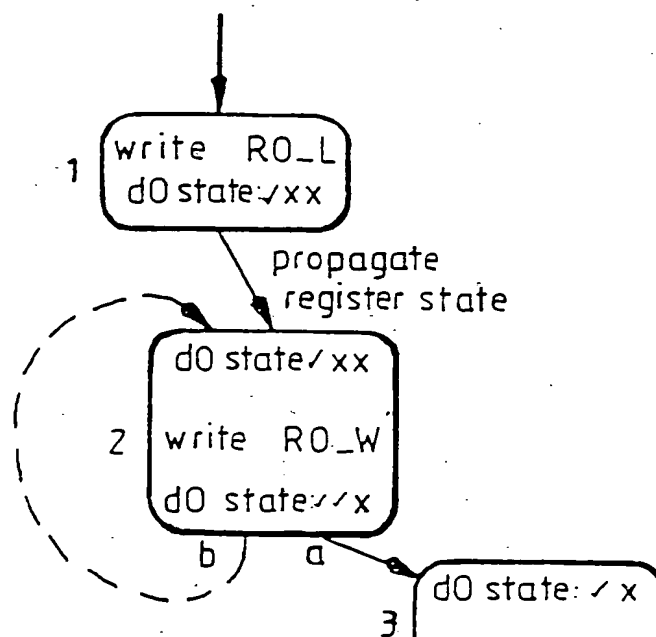 1
write RO_L
d0 state:✓xx
propagate
register state
d0 state✓xx
2
write RO_W
d0 state:✓✓x
b
a
d0 state:✓x
3